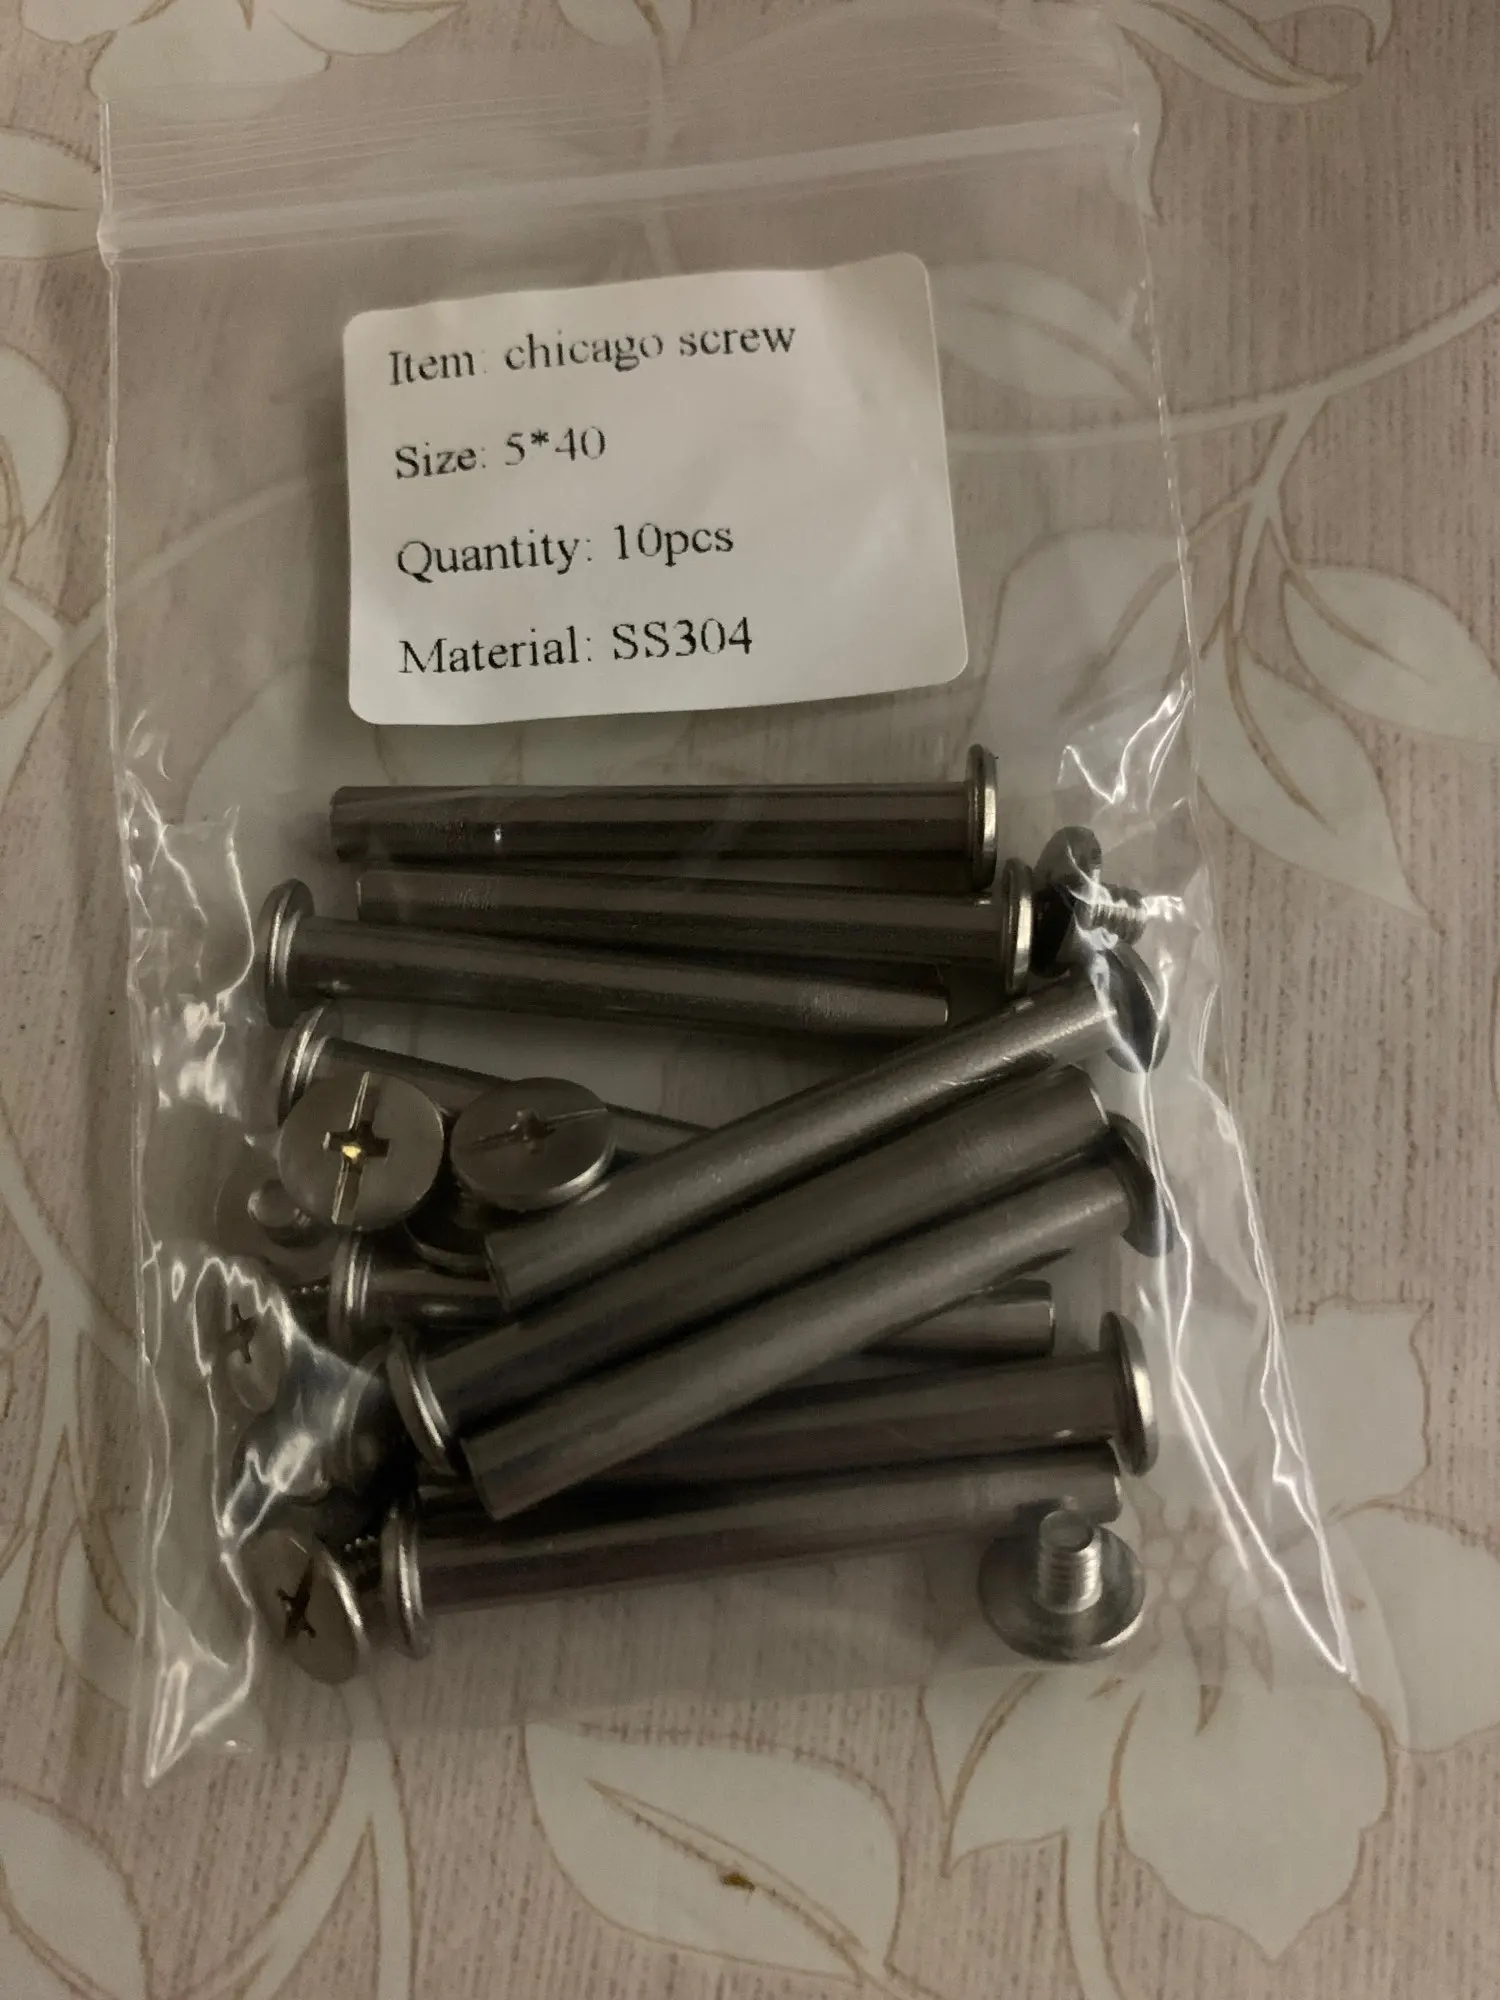 Item: chicago screw
Size: 5*40
Quantity: 10pcs
Material: SS304